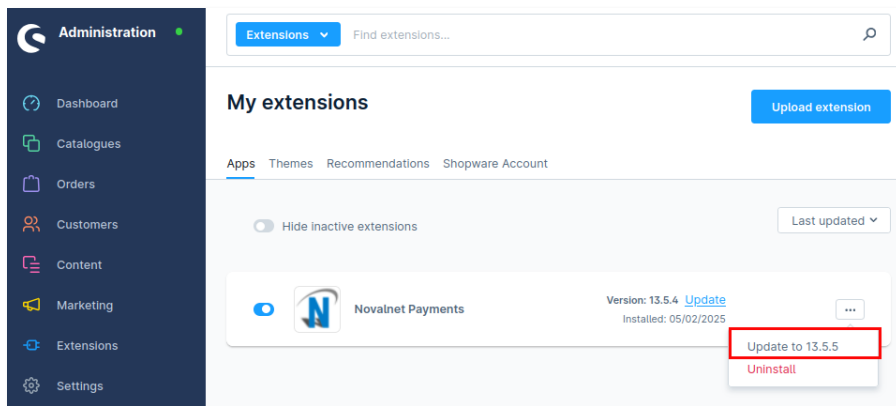 Administration
Extensions
Find extensions...
Dashboard
Catalogues
Orders
Customers
Content
Marketing
Extensions
Settings
My extensions
Upload extension
Apps Themes Recommendations Shopware Account
Hide inactive extensions
Last updated
N
Novalnet Payments
Version: 13.5.4 Update
Installed: 05/02/2025
...
Update to 13.5.5
Uninstall